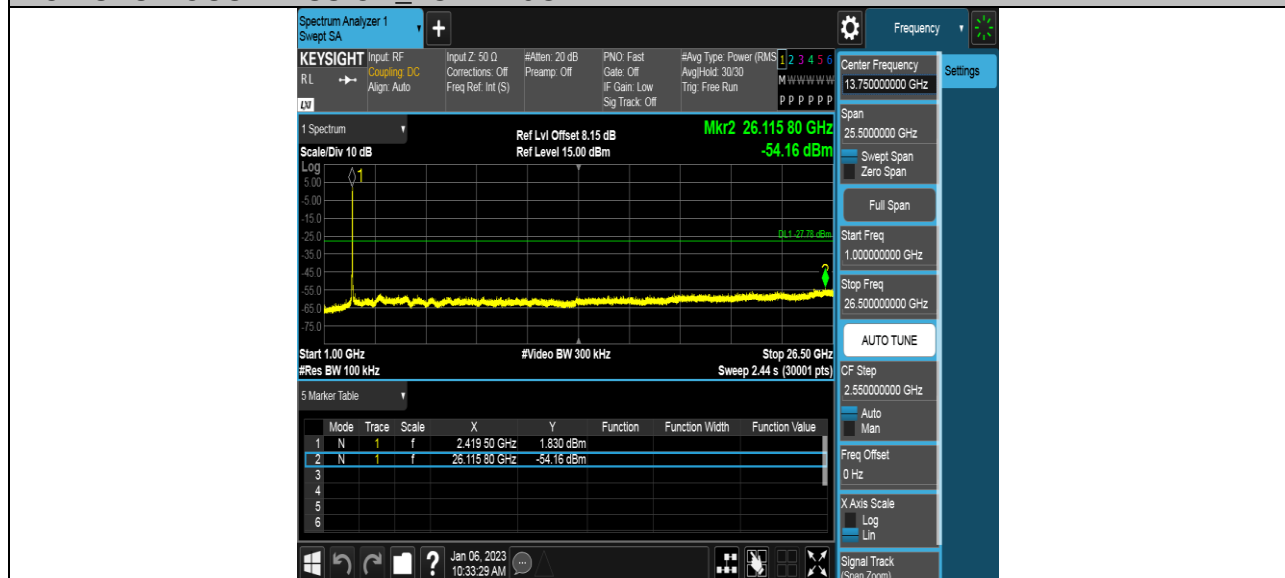 Spectrum Analyzer 1
Swept SA
+
Frequency
KEYSIGHT
RL
LXI
Input: RF
Coupling: DC
Align: Auto
Input Z: 50 Ω
Corrections: Off
Freq Ref: Int (S)
#Atten: 20 dB
Preamp: Off
PNO: Fast
Gate: Off
IF Gain: Low
Sig Track: Off
#Avg Type: Power (RMS
Avg|Hold: 30/30
Trig: Free Run
1 2 3 4 5 6
M W W W W W
P P P P P P
Center Frequency
13.750000000 GHz
Settings
1 Spectrum
Scale/Div 10 dB
Ref Lvl Offset 8.15 dB
Ref Level 15.00 dBm
Mkr2 26.115 80 GHz
-54.16 dBm
Log
5.00
-5.00
-15.0
-25.0
-35.0
-45.0
-55.0
-65.0
-75.0
1
DL1 -27.78 dBm
2
Start 1.00 GHz
#Res BW 100 kHz
#Video BW 300 kHz
Stop 26.50 GHz
Sweep 2.44 s (30001 pts)
Span
25.5000000 GHz
Swept Span
Zero Span
Full Span
Start Freq
1.000000000 GHz
Stop Freq
26.500000000 GHz
AUTO TUNE
CF Step
2.550000000 GHz
Auto
Man
Freq Offset
0 Hz
X Axis Scale
Log
Lin
Signal Track
(Span Zoom)
5 Marker Table
Mode Trace Scale X Y Function Function Width Function Value
1 N 1 f 2.419 50 GHz 1.830 dBm
2 N 1 f 26.115 80 GHz -54.16 dBm
3
4
5
6
?
Jan 06, 2023
10:33:29 AM